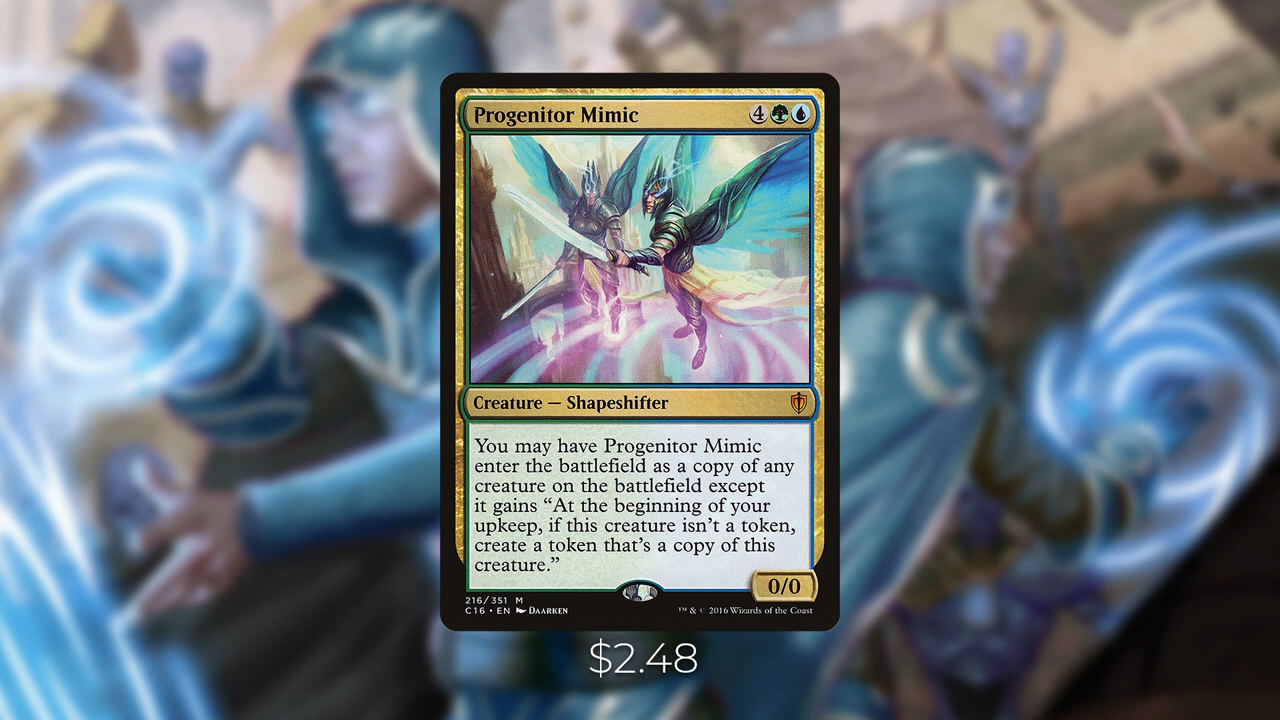 Progenitor Mimic 4
Creature — Shapeshifter
You may have Progenitor Mimic
enter the battlefield as a copy of any
creature on the battlefield except
it gains “At the beginning of your
upkeep, if this creature isn’t a token,
create a token that’s a copy of this
creature.”
0/0
216/351 M
C16 • EN DAARKEN
™ & © 2016 Wizards of the Coast
$2.48